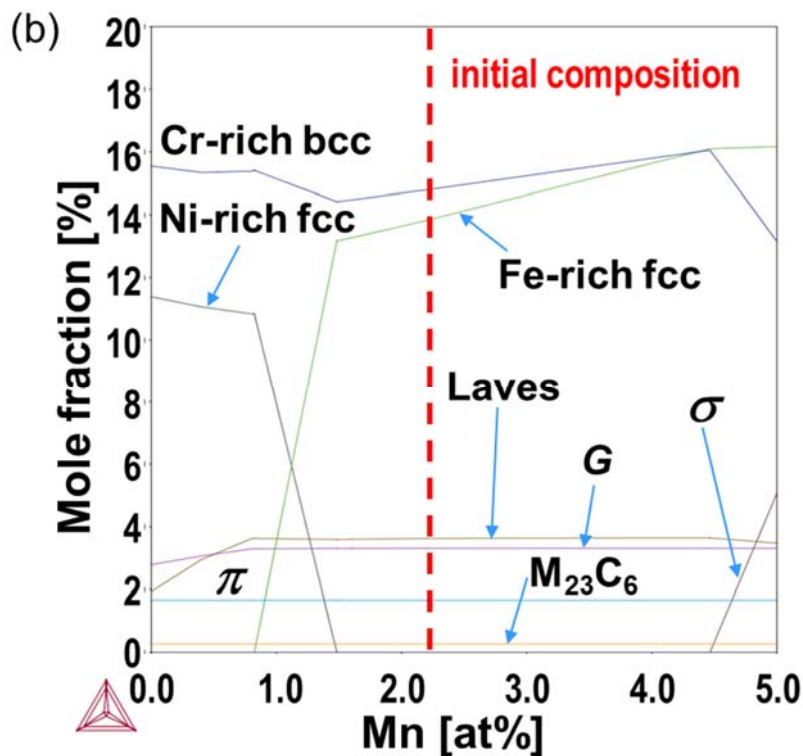 (b)
20
18
16
14
12
10
8
6
4
2
0
Mole fraction [%]
initial composition
Cr-rich bcc
Ni-rich fcc
Fe-rich fcc
Laves
σ
G
π
M₂₃C₆
0.0 1.0 2.0 3.0 4.0 5.0
Mn [at%]